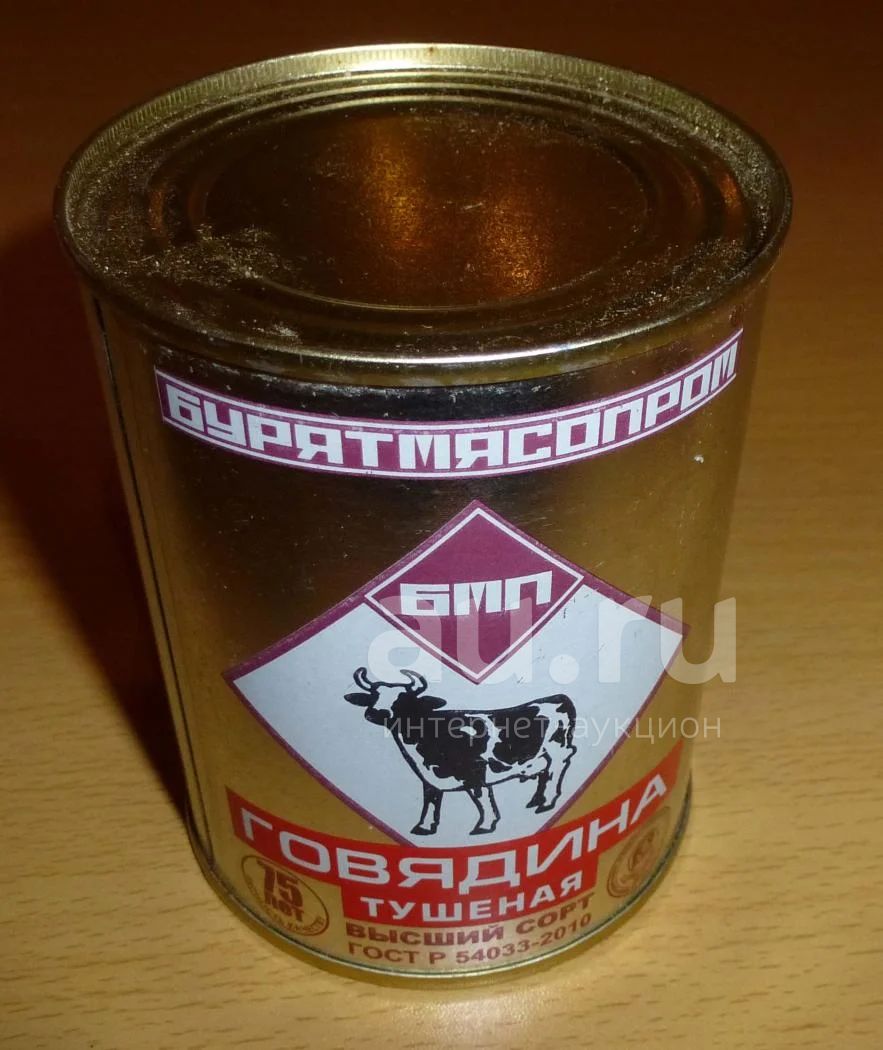 БУРЯТМЯСОПРОМ
БМП
au.ru
интернет-аукцион
ГОВЯДИНА
ТУШЕНАЯ
75
ЛЕТ
ВЫСШИЙ СОРТ
ГОСТ Р 54033-2010